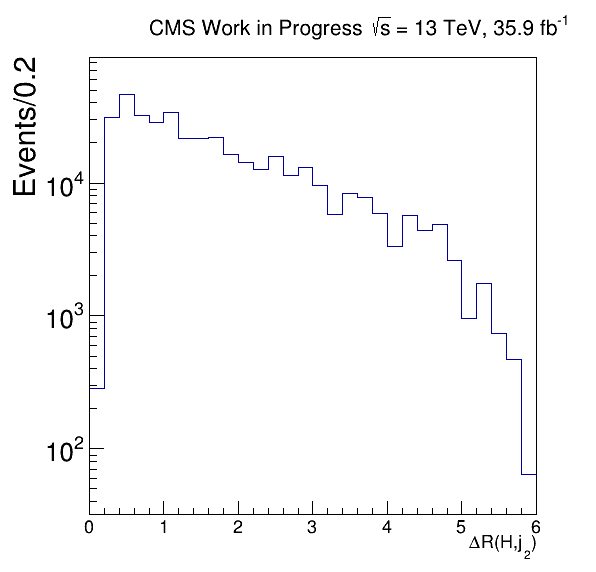 CMS Work in Progress √s = 13 TeV, 35.9 fb⁻¹
Events/0.2
10⁴
10³
10²
0 1 2 3 4 5 6
ΔR(H,j₂)